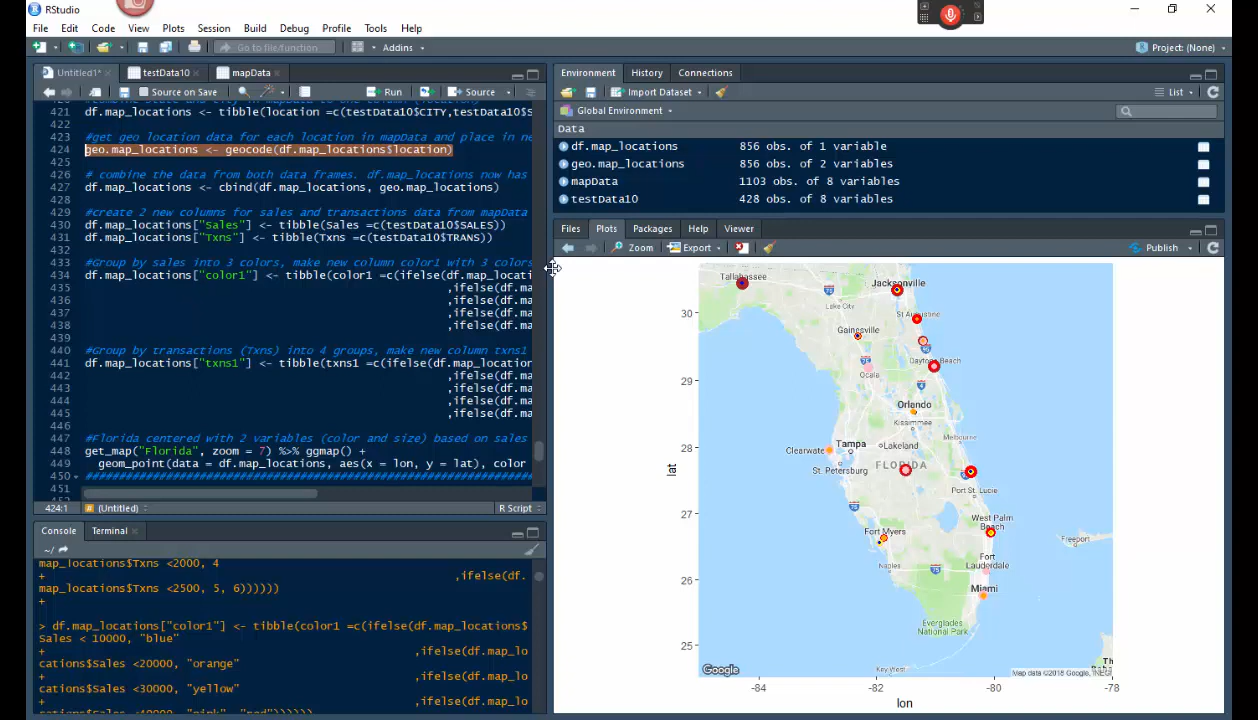 RStudio
File Edit Code View Plots Session Build Debug Profile Tools Help
Go to file/function
Addins
Project: (None)
Untitled1*
testData10
mapData
Source on Save
Run
Source
421 df.map_locations <- tibble(location =c(testData10$CITY,testData10$S
422
423 #get geo location data for each location in mapData and place in ne
424 geo.map_locations <- geocode(df.map_locations$location)
425
426 # combine the data from both data frames. df.map_locations now has
427 df.map_locations <- cbind(df.map_locations, geo.map_locations)
428
429 #create 2 new columns for sales and transactions data from mapData
430 df.map_locations["Sales"] <- tibble(Sales =c(testData10$SALES))
431 df.map_locations["Txns"] <- tibble(Txns =c(testData10$TRANS))
432
433 #Group by sales into 3 colors, make new column color1 with 3 colors
434 df.map_locations["color1"] <- tibble(color1 =c(ifelse(df.map_locati
435 ,ifelse(df.ma
436 ,ifelse(df.ma
437 ,ifelse(df.ma
438 ,ifelse(df.ma
439
440 #Group by transactions (Txns) into 4 groups, make new column txns1
441 df.map_locations["txns1"] <- tibble(txns1 =c(ifelse(df.map_location
442 ,ifelse(df.ma
443 ,ifelse(df.ma
444 ,ifelse(df.ma
445 ,ifelse(df.ma
446
447 #Florida centered with 2 variables (color and size) based on sales
448 get_map("Florida", zoom = 7) %>% ggmap() +
449 geom_point(data = df.map_locations, aes(x = lon, y = lat), color
450 ####################################################################
451
424:1
(Untitled)
R Script
Console Terminal
~/
map_locations$Txns <2000, 4
+ ,ifelse(df.
map_locations$Txns <2500, 5, 6))))))
+
> df.map_locations["color1"] <- tibble(color1 =c(ifelse(df.map_locations$
Sales < 10000, "blue"
+ ,ifelse(df.map_lo
cations$Sales <20000, "orange"
+ ,ifelse(df.map_lo
cations$Sales <30000, "yellow"
+ ,ifelse(df.map_lo
Environment History Connections
Import Dataset
List
Global Environment
Data
df.map_locations 856 obs. of 1 variable
geo.map_locations 856 obs. of 2 variables
mapData 1103 obs. of 8 variables
testData10 428 obs. of 8 variables
Files Plots Packages Help Viewer
Zoom Export Publish
Tallahassee
Jacksonville
Lake City
St Augustine
Gainesville
Daytona Beach
Ocala
Orlando
Kissimmee
Melbourne
Tampa
Lakeland
Clearwate
St. Petersburg
FLORIDA
Port St. Lucie
West Palm
Beach
Fort Myers
Freeport
Fort
Lauderdale
Naples
Miami
Everglades
National Park
Key West
Google
Map data ©2018 Google, INEGI
30
29
28
27
26
25
lat
-84
-82
-80
-78
lon